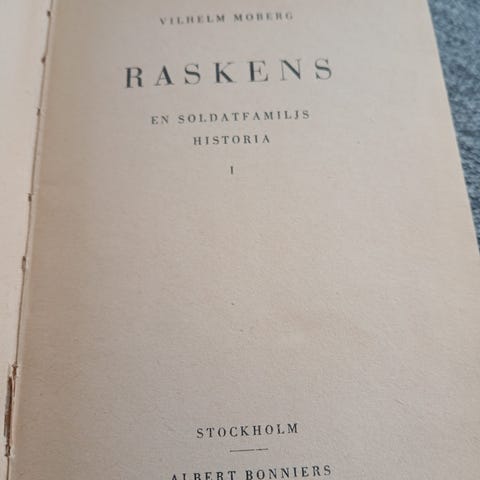 VILHELM MOBERG
RASKENS
EN SOLDATFAMILJS
HISTORIA
I
STOCKHOLM
ALBERT BONNIERS